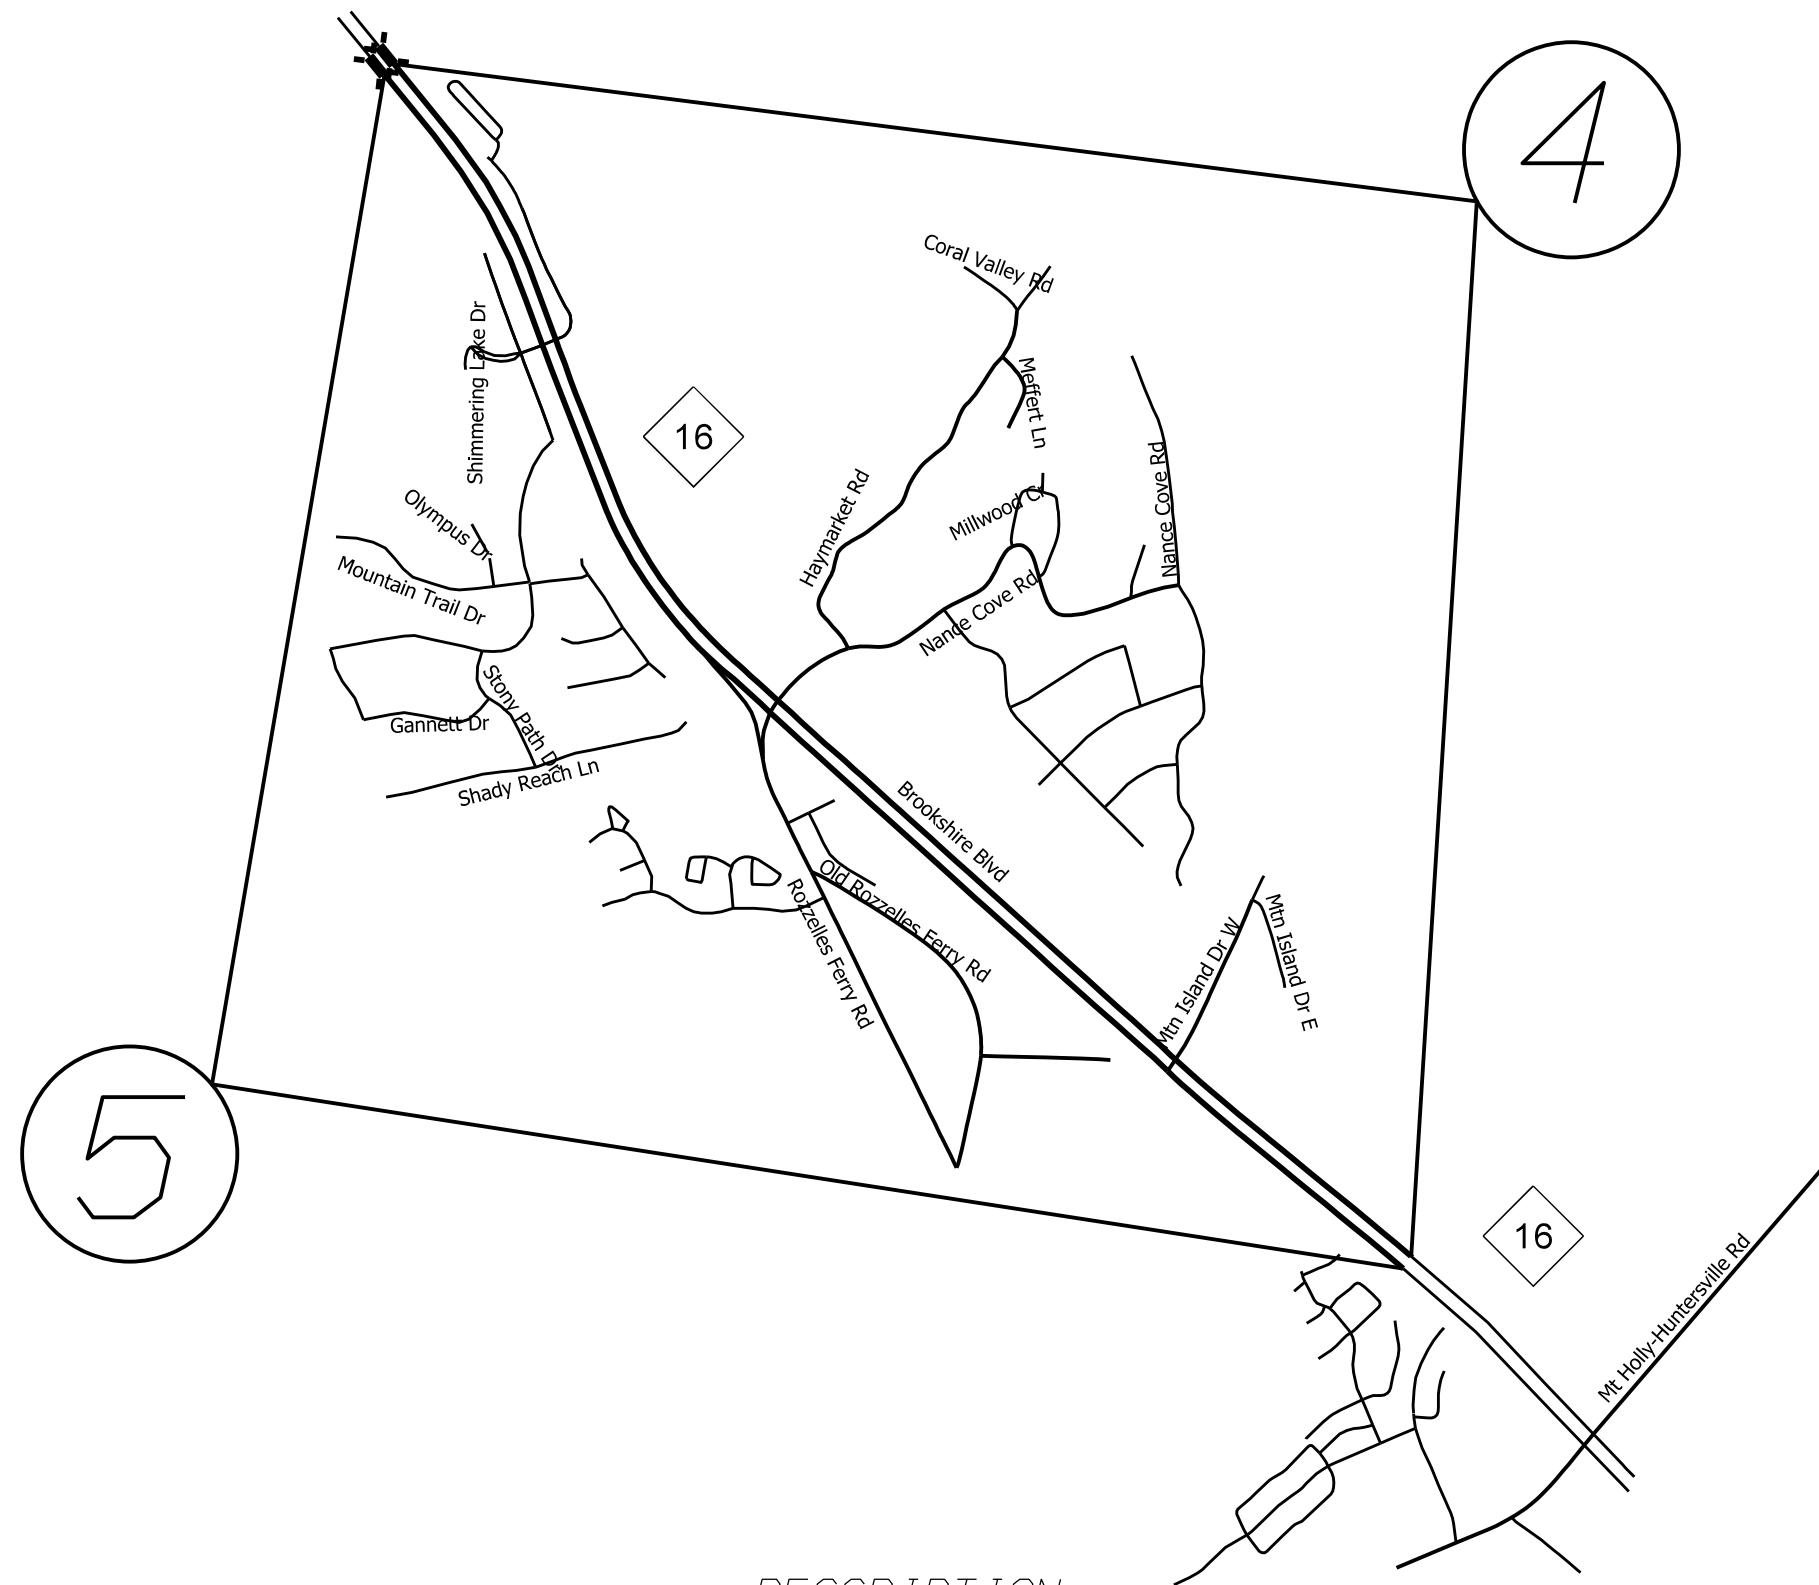 4
Coral Valley Rd
Shimmering Lake Dr
Meffert Ln
16
Nance Cove Rd
Haymarket Rd
Millwood Cr
Olympus Dr
Mountain Trail Dr
Nance Cove Rd
Stony Path Dr
Gannett Dr
Shady Reach Ln
Brookshire Blvd
Old Rozzelles Ferry Rd
Rozzelles Ferry Rd
Mtn Island Dr W
Mtn Island Dr E
5
16
Mt Holly-Huntersville Rd
DESCRIPTION